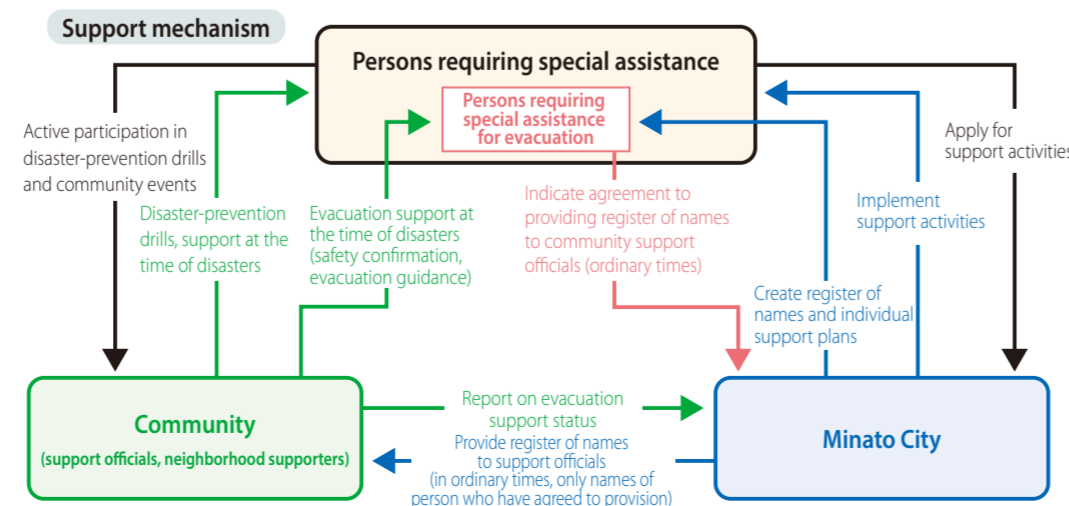 Support mechanism
Persons requiring special assistance
Persons requiring
special assistance
for evacuation
Active participation in
disaster-prevention drills
and community events
Disaster-prevention
drills, support at the
time of disasters
Evacuation support at
the time of disasters
(safety confirmation,
evacuation guidance)
Indicate agreement to
providing register of names
to community support
officials (ordinary times)
Create register of
names and individual
support plans
Implement
support activities
Apply for
support activities
Community
(support officials, neighborhood supporters)
Report on evacuation
support status
Provide register of names
to support officials
(in ordinary times, only names of
person who have agreed to provision)
Minato City